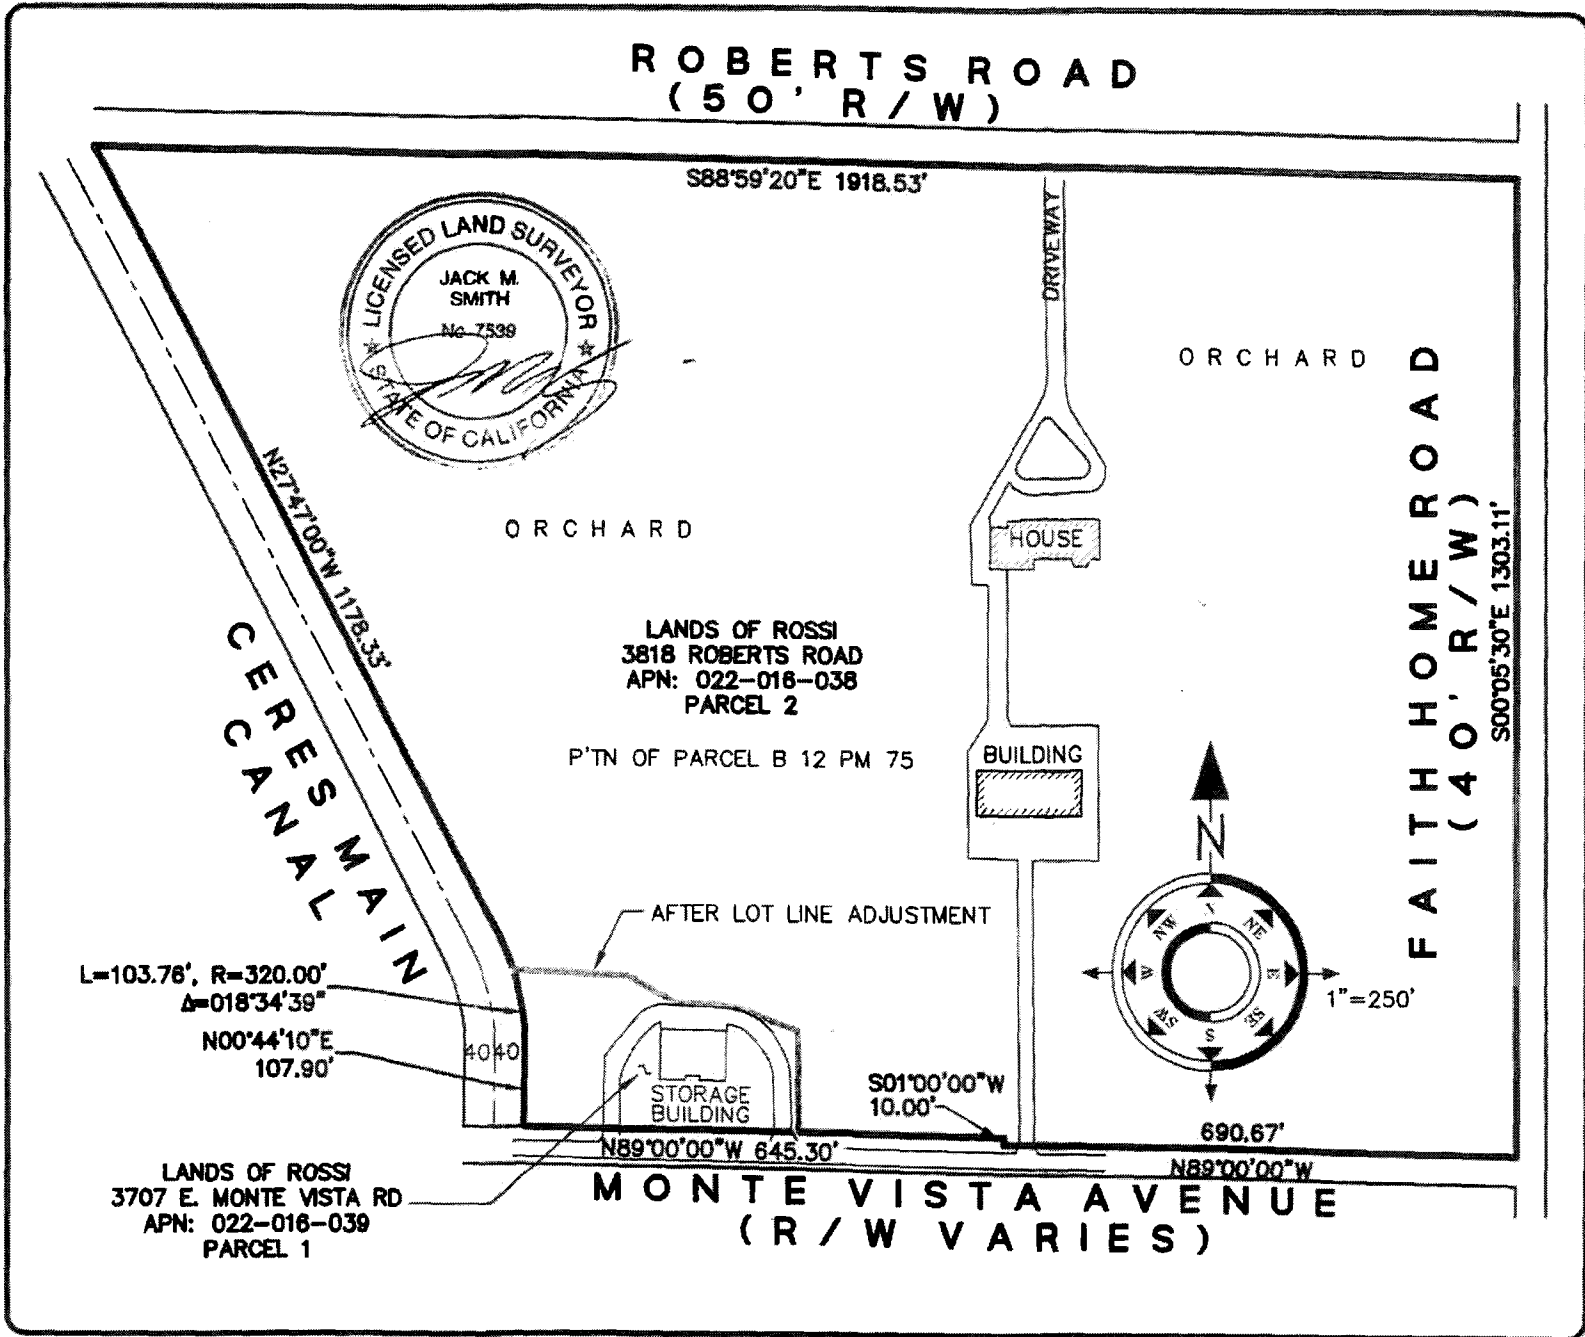 ROBERTS ROAD
(50' R/W)
S88°59'20"E 1918.53'
DRIVEWAY
LICENSED LAND SURVEYOR
JACK M.
SMITH
No 7539
STATE OF CALIFORNIA
ORCHARD
FAITH HOME ROAD
(40' R/W)
S00°05'30"E 1303.11'
N27°47'00"W 1178.33'
ORCHARD
HOUSE
CERES MAIN
CANAL
LANDS OF ROSSI
3818 ROBERTS ROAD
APN: 022-016-038
PARCEL 2
P'TN OF PARCEL B 12 PM 75
BUILDING
N
N
NE
E
SE
S
SW
W
NW
1"=250'
AFTER LOT LINE ADJUSTMENT
L=103.76', R=320.00'
Δ=018°34'39"
N00°44'10"E
107.90'
40 40
STORAGE
BUILDING
S01°00'00"W
10.00'
690.67'
N89°00'00"W 645.30'
N89°00'00"W
LANDS OF ROSSI
3707 E. MONTE VISTA RD
APN: 022-016-039
PARCEL 1
MONTE VISTA AVENUE
(R/W VARIES)